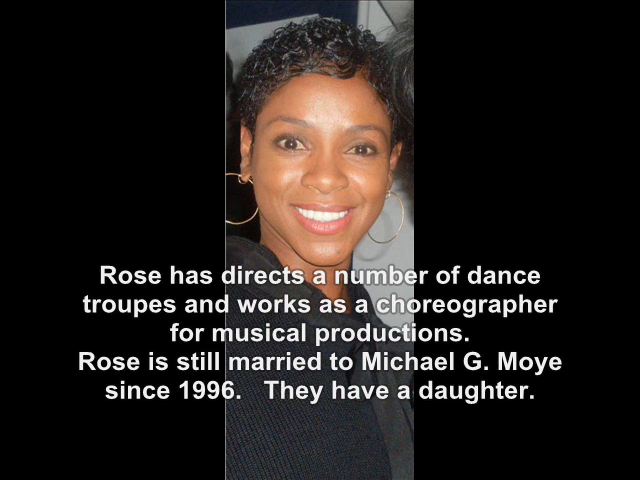 Rose has directs a number of dance
troupes and works as a choreographer
for musical productions.
Rose is still married to Michael G. Moye
since 1996.   They have a daughter.